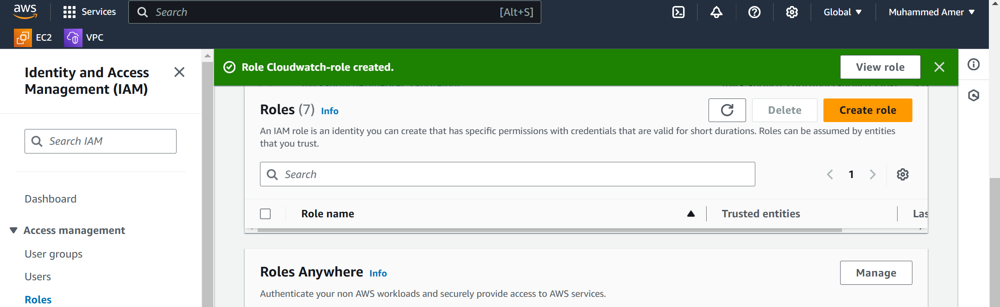 aws
Services
Search
[Alt+S]
Global
Muhammed Amer
EC2
VPC
Identity and Access
Management (IAM)
Search IAM
Dashboard
Access management
User groups
Users
Roles
Role Cloudwatch-role created.
View role
Roles (7) Info
Delete
Create role
An IAM role is an identity you can create that has specific permissions with credentials that are valid for short durations. Roles can be assumed by entities
that you trust.
Search
1
Role name
Trusted entities
Las
Roles Anywhere Info
Manage
Authenticate your non AWS workloads and securely provide access to AWS services.